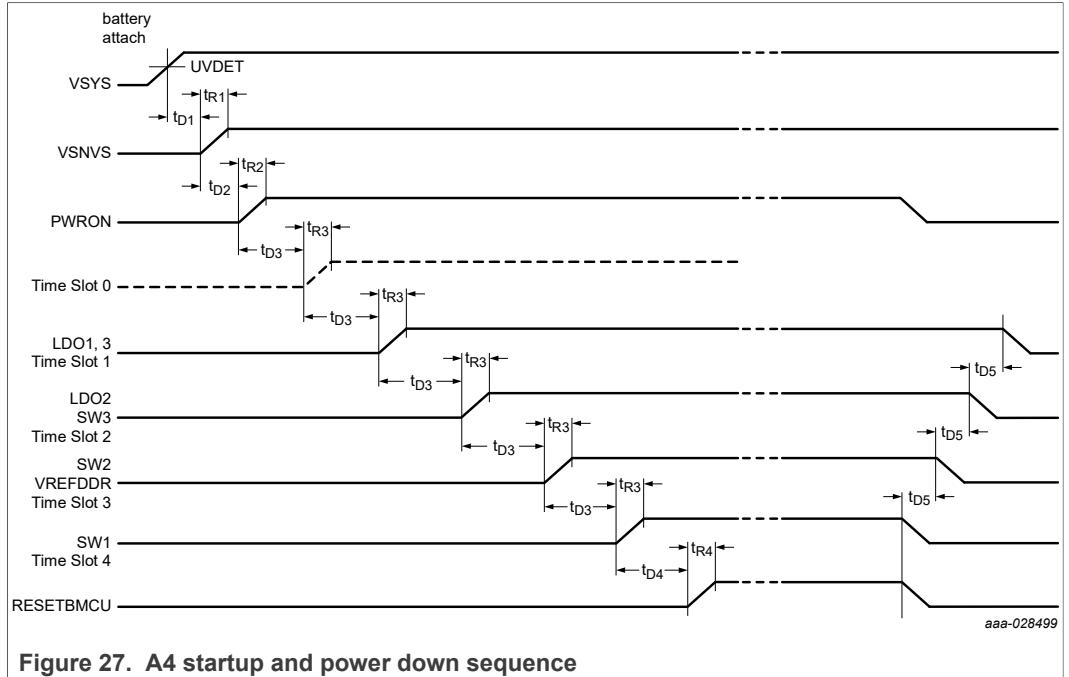 battery
attach
UVDET
VSYS
tR1
tD1
VSNVS
tR2
tD2
PWRON
tR3
tD3
Time Slot 0
tR3
tD3
LDO1, 3
Time Slot 1
tR3
tD5
tD3
LDO2
SW3
Time Slot 2
tR3
tD5
tD3
SW2
VREFDDR
Time Slot 3
tR3
tD5
tD3
SW1
Time Slot 4
tR4
tD4
RESETBMCU
aaa-028499
Figure 27. A4 startup and power down sequence